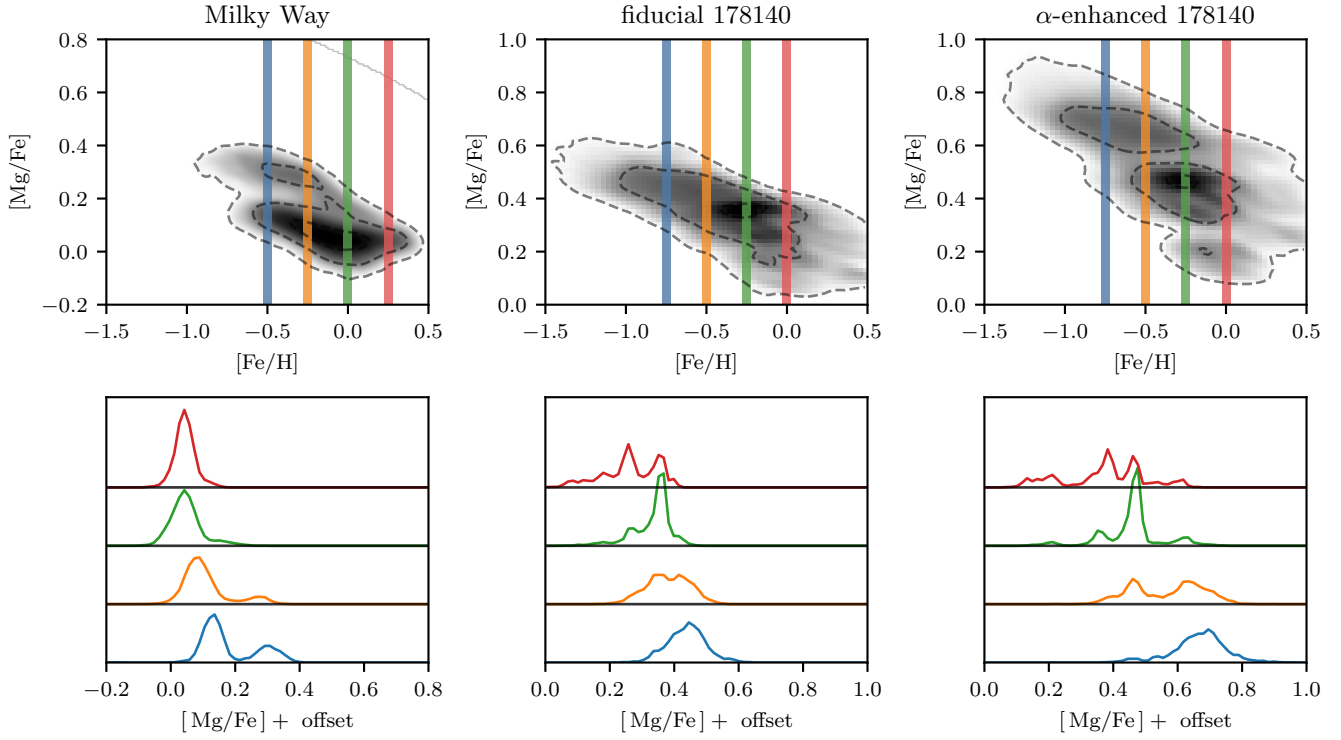 Milky Way
fiducial 178140
α-enhanced 178140
0.8
0.6
0.4
0.2
0.0
−0.2
[Mg/Fe]
−1.5 −1.0 −0.5 0.0 0.5
[Fe/H]
1.0
0.8
0.6
0.4
0.2
0.0
[Mg/Fe]
−1.5 −1.0 −0.5 0.0 0.5
[Fe/H]
1.0
0.8
0.6
0.4
0.2
0.0
[Mg/Fe]
−1.5 −1.0 −0.5 0.0 0.5
[Fe/H]
−0.2 0.0 0.2 0.4 0.6 0.8
[Mg/Fe] + offset
0.0 0.2 0.4 0.6 0.8 1.0
[Mg/Fe] + offset
0.0 0.2 0.4 0.6 0.8 1.0
[Mg/Fe] + offset